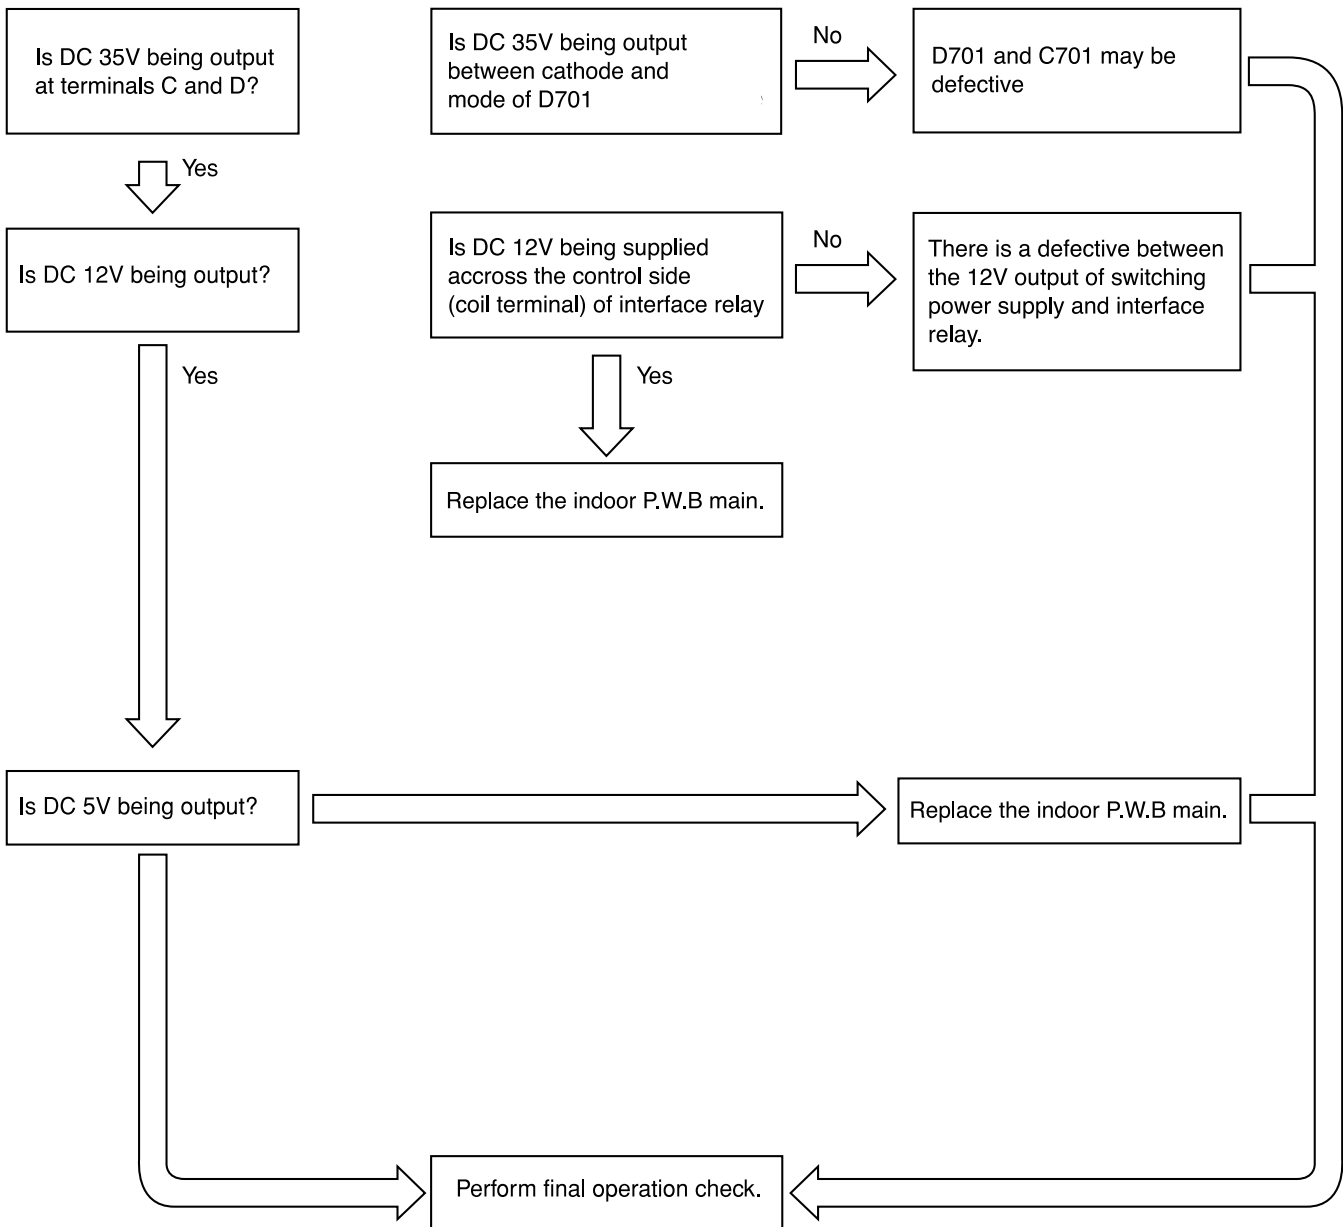 Is DC 35V being output
at terminals C and D?
Is DC 35V being output
between cathode and
mode of D701
No
D701 and C701 may be
defective
Yes
Is DC 12V being output?
Is DC 12V being supplied
accross the control side
(coil terminal) of interface relay
No
There is a defective between
the 12V output of switching
power supply and interface
relay.
Yes
Yes
Replace the indoor P.W.B main.
Is DC 5V being output?
Replace the indoor P.W.B main.
Perform final operation check.